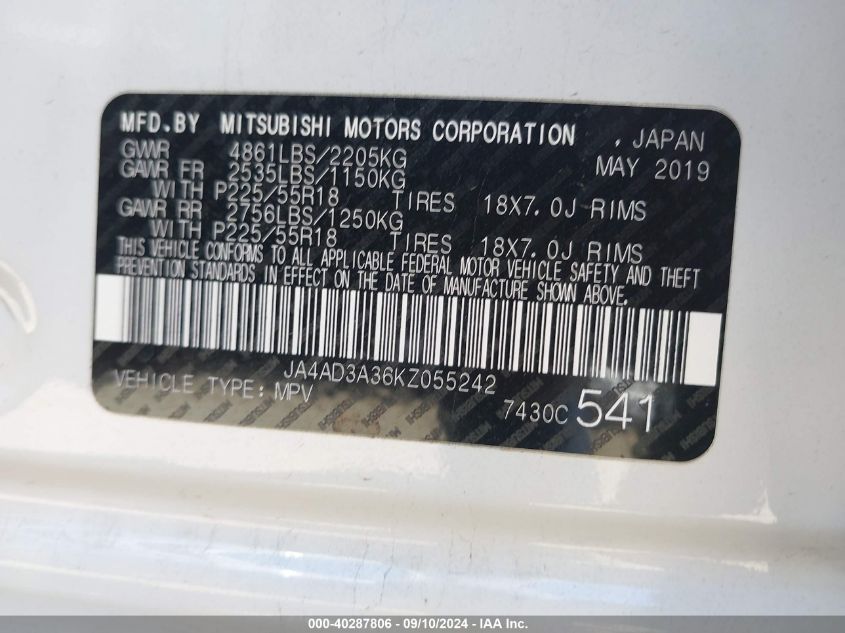 MFD.BY MITSUBISHI MOTORS CORPORATION , JAPAN
GVWR 4861LBS/2205KG MAY 2019
GAWR FR 2535LBS/1150KG
WITH P225/55R18 TIRES 18X7.0J RIMS
GAWR RR 2756LBS/1250KG
WITH P225/55R18 TIRES 18X7.0J RIMS
THIS VEHICLE CONFORMS TO ALL APPLICABLE FEDERAL MOTOR VEHICLE SAFETY AND THEFT
PREVENTION STANDARDS IN EFFECT ON THE DATE OF MANUFACTURE SHOWN ABOVE.
JA4AD3A36KZ055242
VEHICLE TYPE: MPV
7430C 541
000-40287806 - 09/10/2024 - IAA Inc.